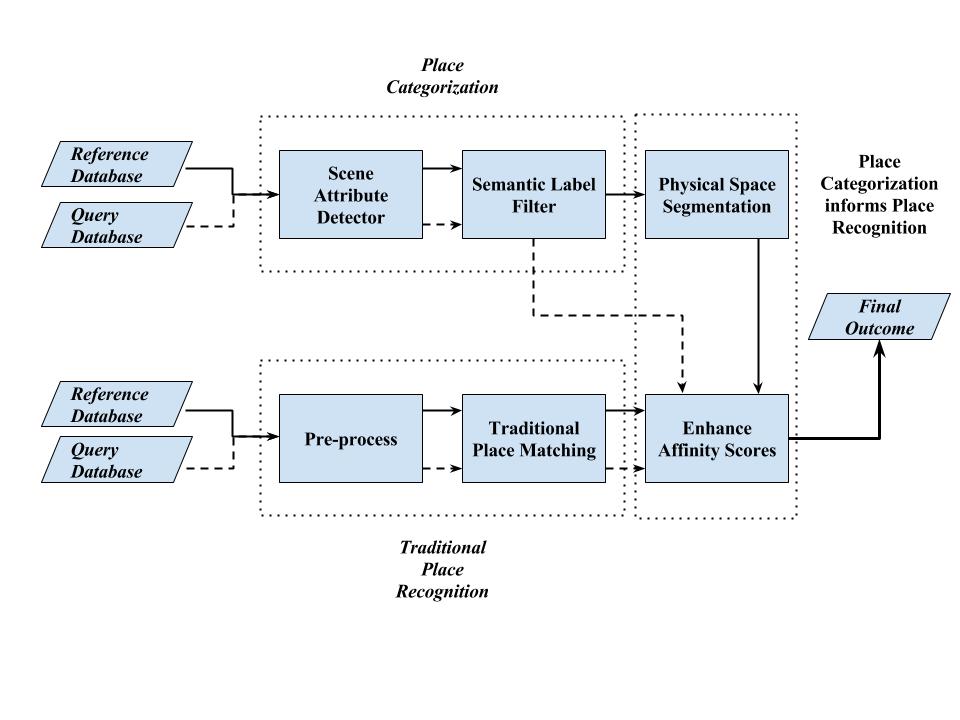 Place
Categorization
Reference
Database
Query
Database
Scene
Attribute
Detector
Semantic Label
Filter
Physical Space
Segmentation
Place
Categorization
informs Place
Recognition
Final
Outcome
Reference
Database
Query
Database
Pre-process
Traditional
Place Matching
Enhance
Affinity Scores
Traditional
Place
Recognition